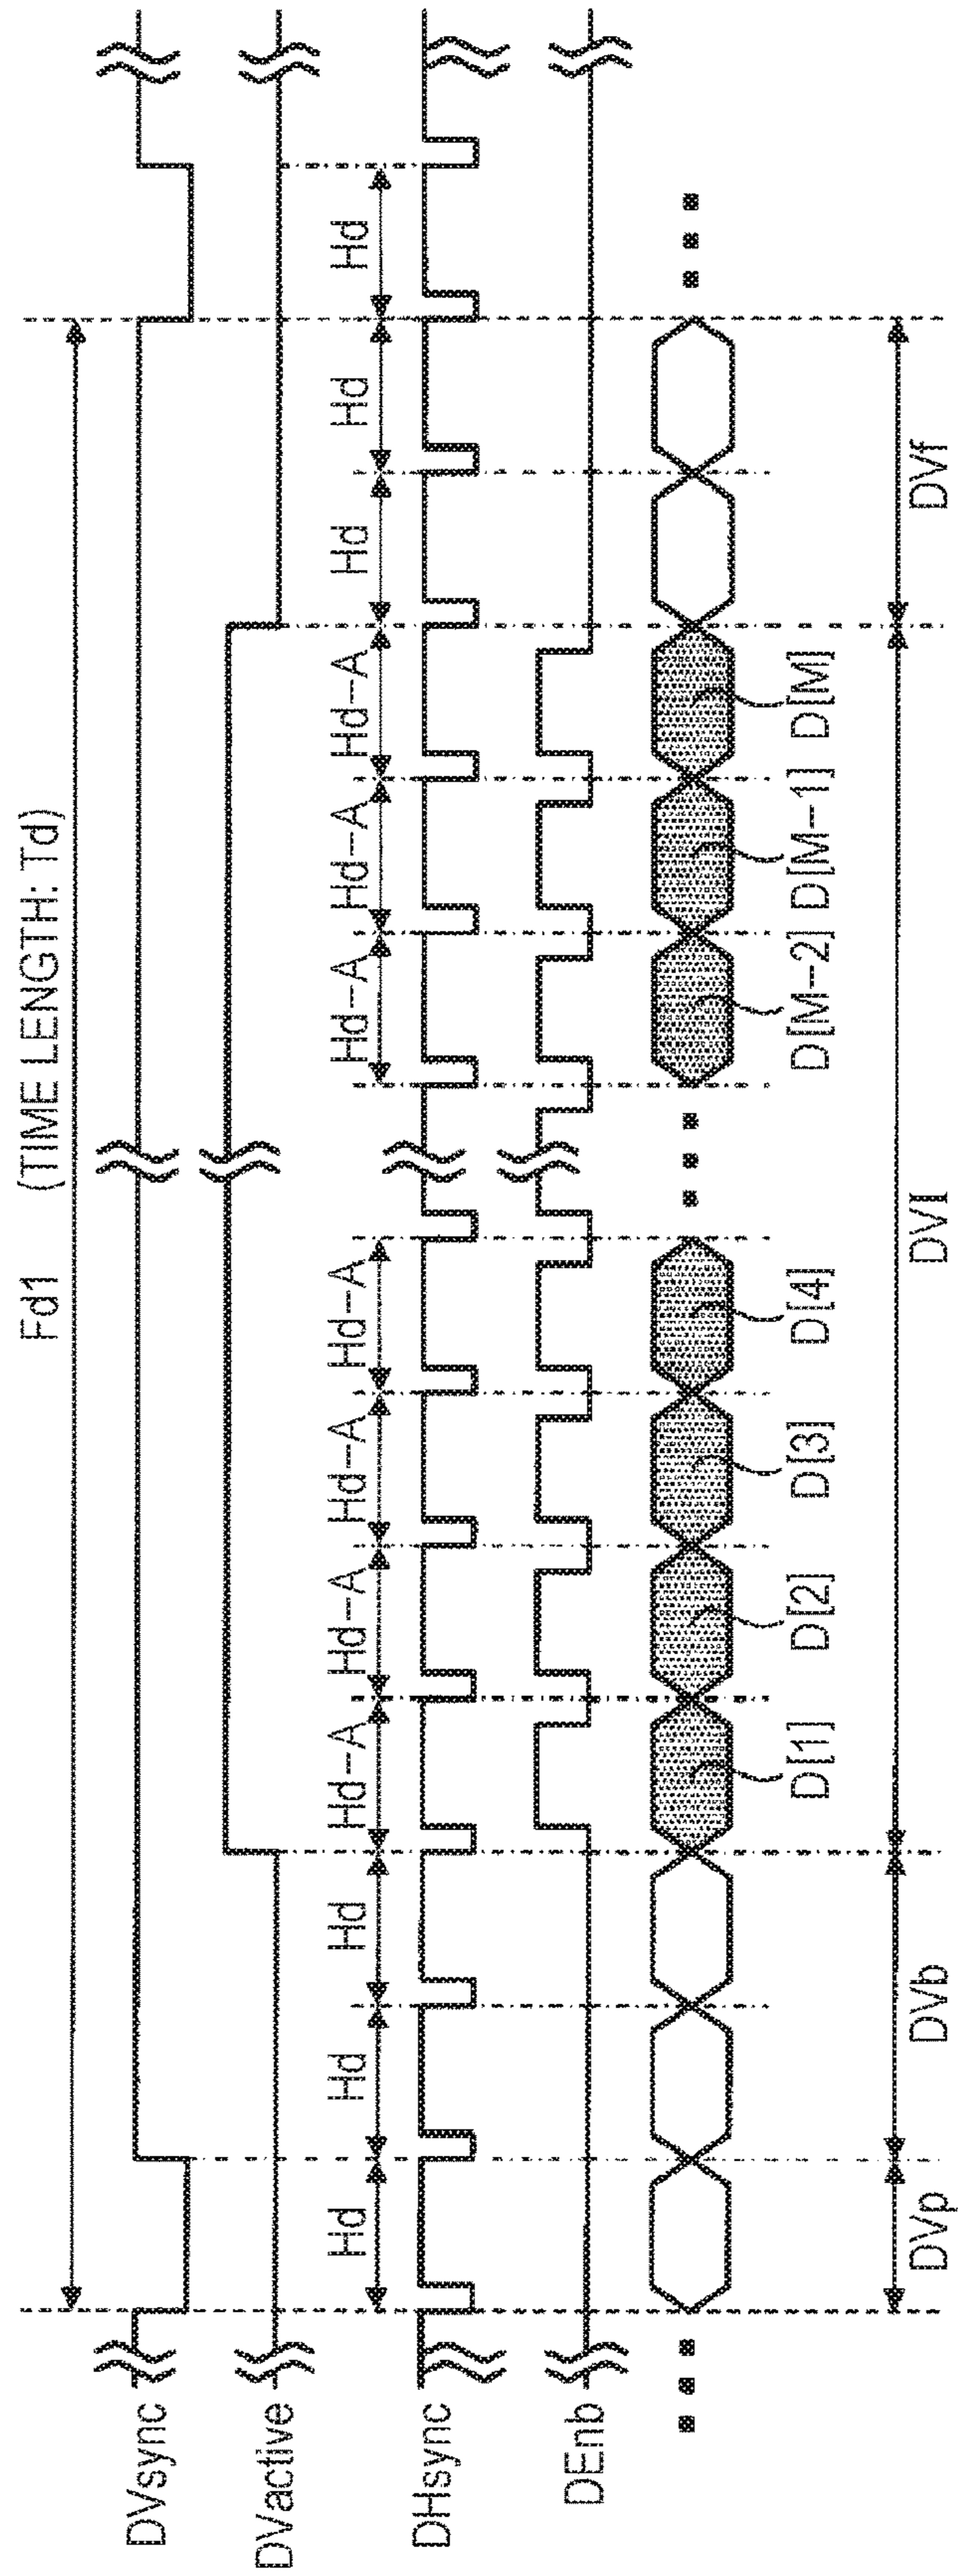 Fd1 (TIME LENGTH: Td)
DVsync
DVactive
Hd Hd Hd Hd-A Hd-A Hd-A Hd-A Hd-A Hd-A Hd-A Hd Hd Hd
DHsync
DEnb
D[1] D[2] D[3] D[4] D[M-2] D[M-1] D[M]
DVp DVb DVI DVf